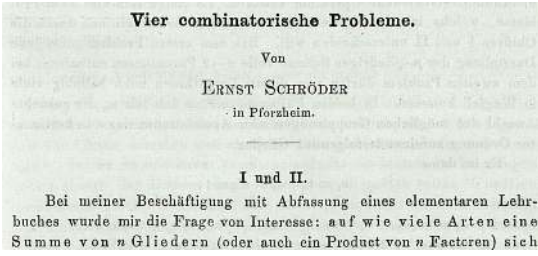 Vier combinatorische Probleme.
Von
ERNST SCHRÖDER
in Pforzheim.
I und II.
Bei meiner Beschäftigung mit Abfassung eines elementaren Lehr-
buches wurde mir die Frage von Interesse: auf wie viele Arten eine
Summe von n Gliedern (oder auch ein Product von n Factoren) sich